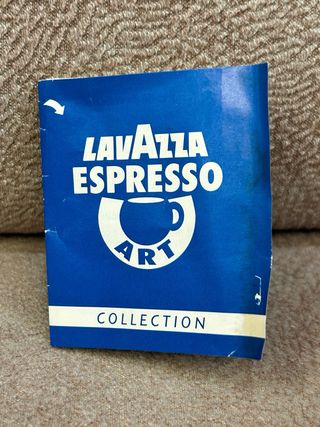 LAVAZZA
ESPRESSO
ART
COLLECTION